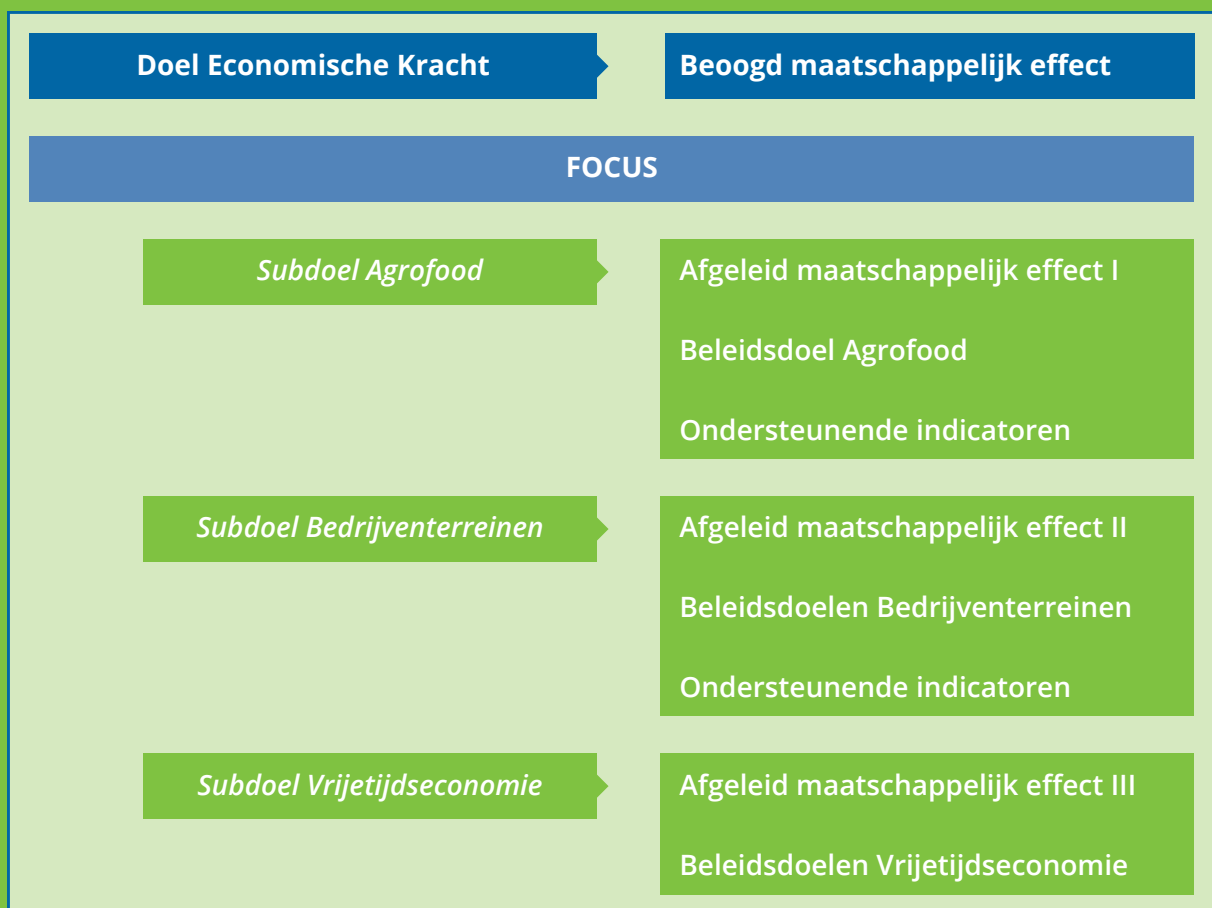 Doel Economische Kracht
Beoogd maatschappelijk effect
FOCUS
Subdoel Agrofood
Afgeleid maatschappelijk effect I
Beleidsdoel Agrofood
Ondersteunende indicatoren
Subdoel Bedrijventerreinen
Afgeleid maatschappelijk effect II
Beleidsdoelen Bedrijventerreinen
Ondersteunende indicatoren
Subdoel Vrijetijdseconomie
Afgeleid maatschappelijk effect III
Beleidsdoelen Vrijetijdseconomie